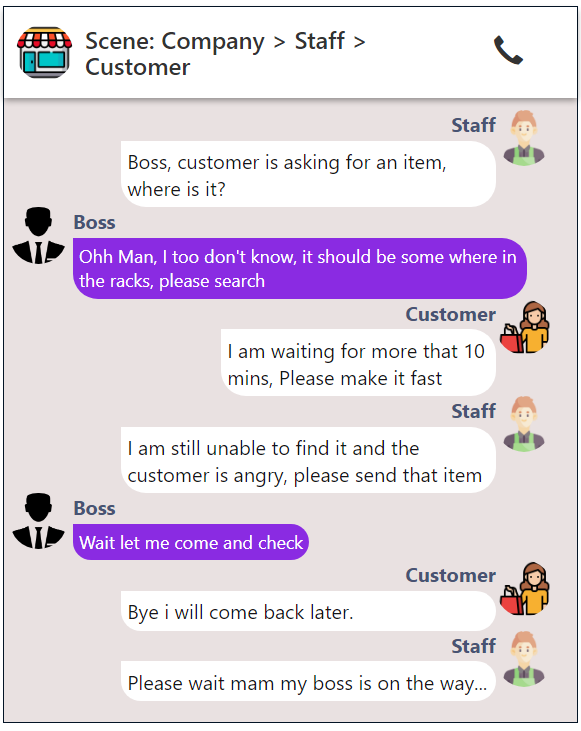 Scene: Company > Staff >
Customer
Staff
Boss, customer is asking for an item,
where is it?
Boss
Ohh Man, I too don't know, it should be some where in
the racks, please search
Customer
I am waiting for more that 10
mins, Please make it fast
Staff
I am still unable to find it and the
customer is angry, please send that item
Boss
Wait let me come and check
Customer
Bye i will come back later.
Staff
Please wait mam my boss is on the way...